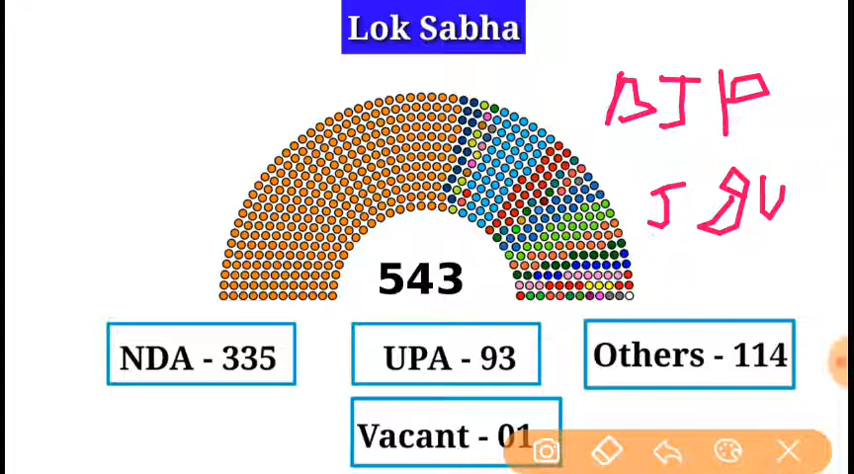 Lok Sabha
BJP
J&U
543
NDA - 335
UPA - 93
Others - 114
Vacant - 01